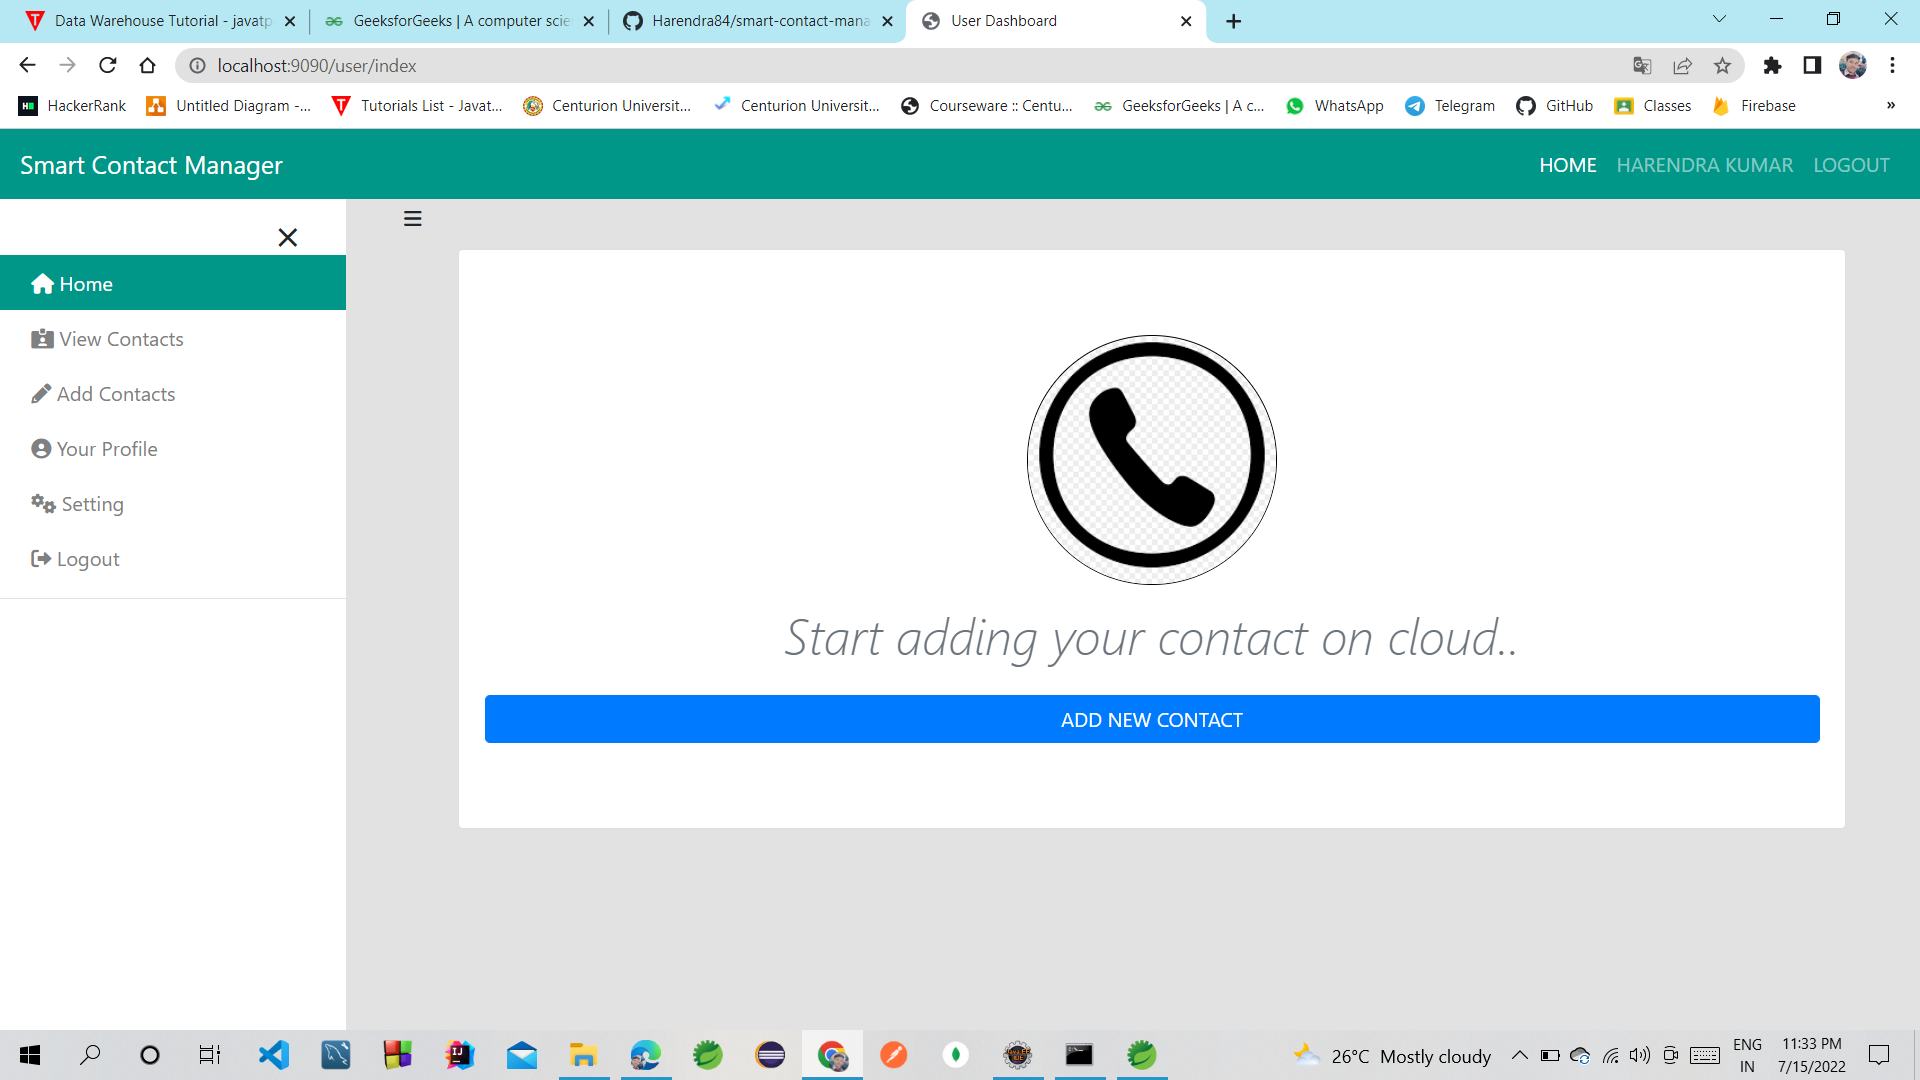 Data Warehouse Tutorial - javatp
GeeksforGeeks | A computer scie
Harendra84/smart-contact-mana
User Dashboard
localhost:9090/user/index
HackerRank
Untitled Diagram -...
Tutorials List - Javat...
Centurion Universit...
Centurion Universit...
Courseware :: Centu...
GeeksforGeeks | A c...
WhatsApp
Telegram
GitHub
Classes
Firebase
»
Smart Contact Manager
HOME
HARENDRA KUMAR
LOGOUT
Home
View Contacts
Add Contacts
Your Profile
Setting
Logout
Start adding your contact on cloud..
ADD NEW CONTACT
26°C Mostly cloudy
ENG
IN
11:33 PM
7/15/2022